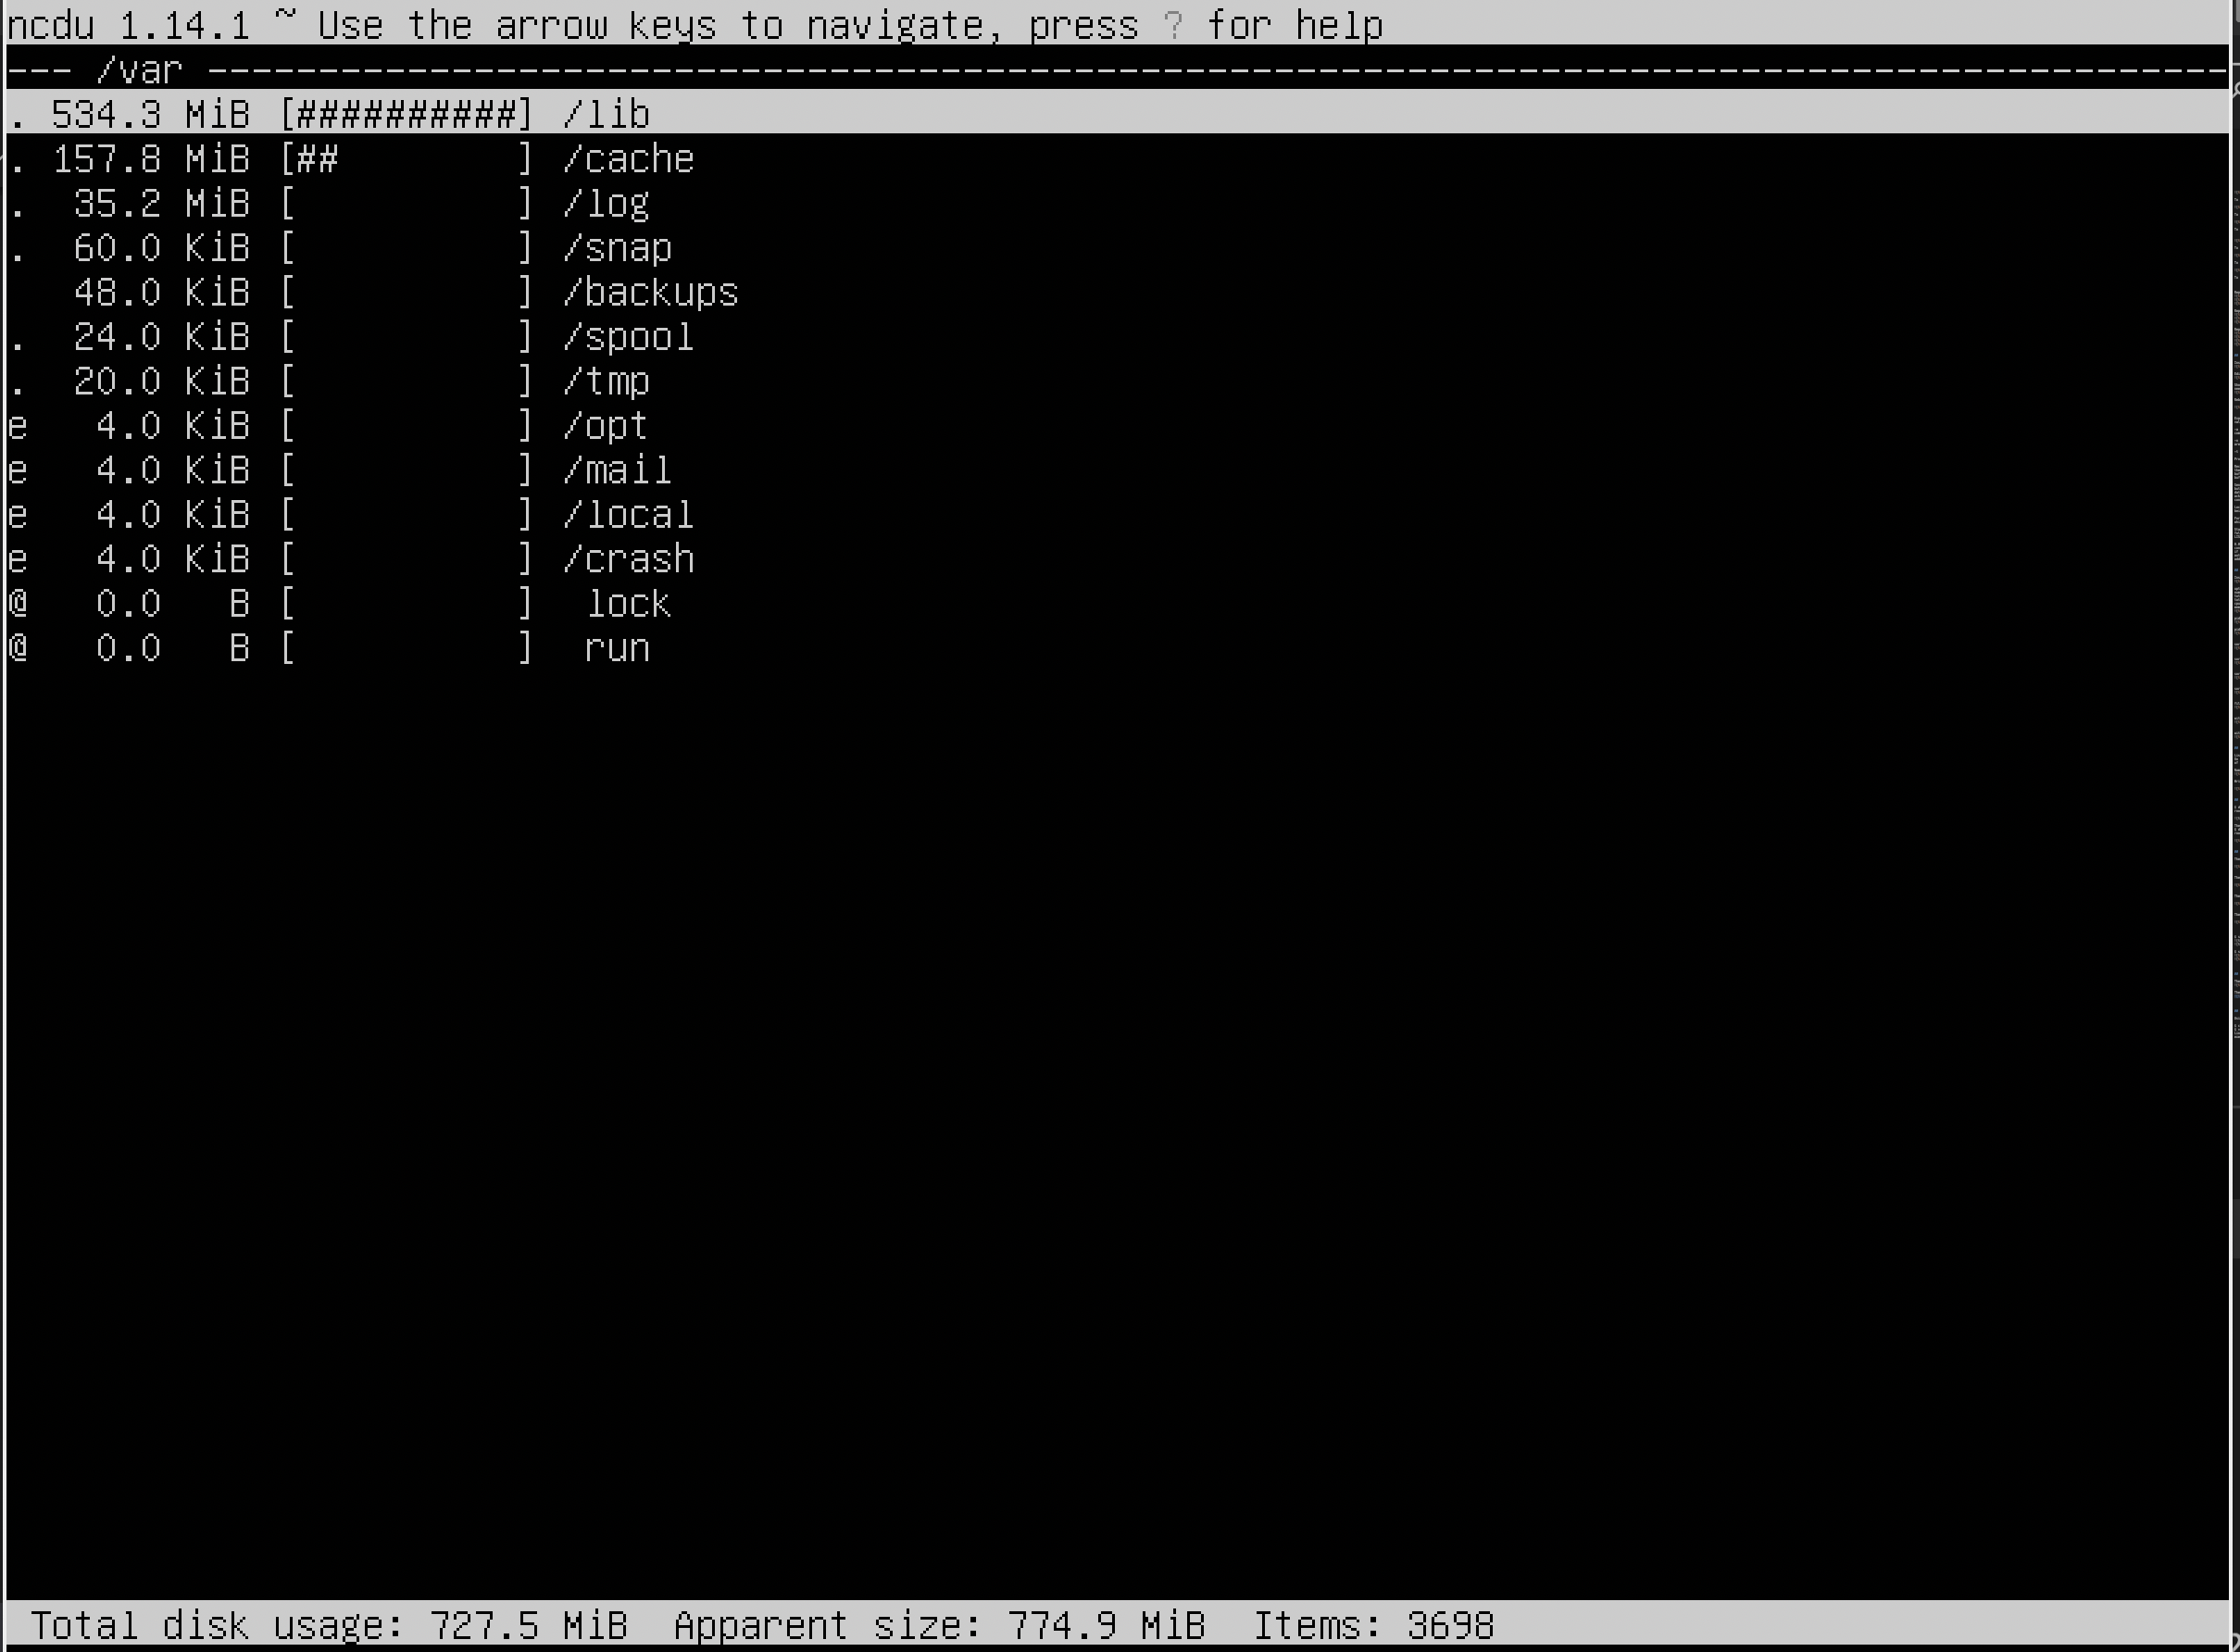 ncdu 1.14.1 ~ Use the arrow keys to navigate, press ? for help
--- /var -------------------------------------------------------------------------------------------
. 534.3 MiB [##########] /lib
. 157.8 MiB [##        ] /cache
.  35.2 MiB [          ] /log
.  60.0 KiB [          ] /snap
   48.0 KiB [          ] /backups
.  24.0 KiB [          ] /spool
.  20.0 KiB [          ] /tmp
e   4.0 KiB [          ] /opt
e   4.0 KiB [          ] /mail
e   4.0 KiB [          ] /local
e   4.0 KiB [          ] /crash
@   0.0   B [          ]  lock
@   0.0   B [          ]  run
Total disk usage: 727.5 MiB  Apparent size: 774.9 MiB  Items: 3698